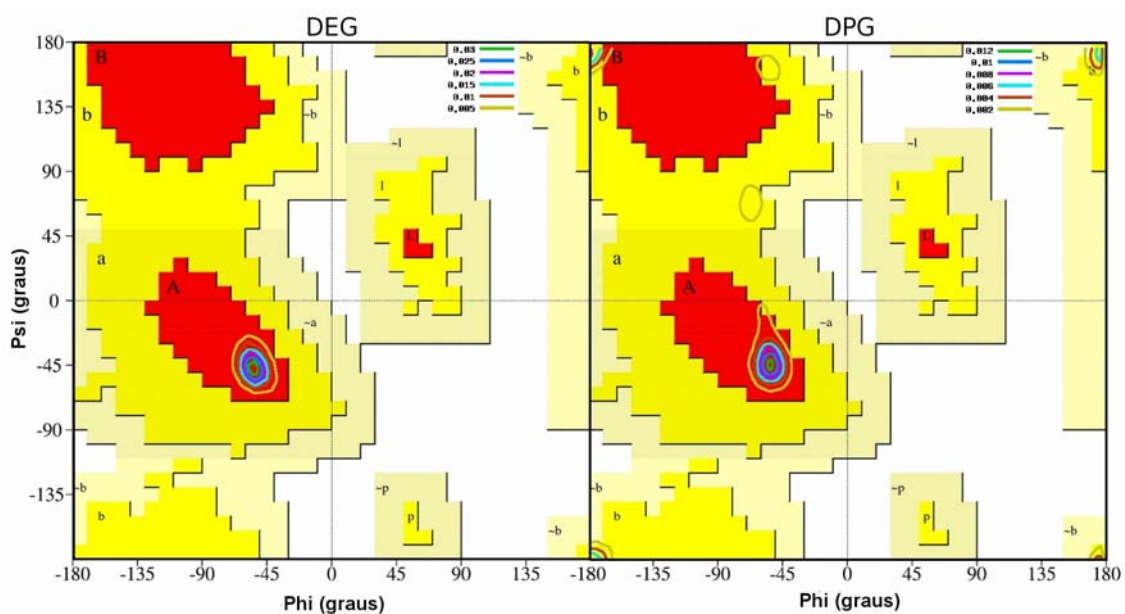 DEG
DPG
180
135
90
45
0
-45
-90
-135
Psi (graus)
B
b
a
A
~b
b
~b
~l
l
L
~a
~b
b
~p
p
~b
0.03
0.025
0.02
0.015
0.01
0.005
-180
-135
-90
-45
0
45
90
135
Phi (graus)
B
b
a
A
~b
~b
a
~l
l
L
~a
~b
b
~p
p
~b
0.012
0.01
0.008
0.006
0.004
0.002
-180
-135
-90
-45
0
45
90
135
180
Phi (graus)